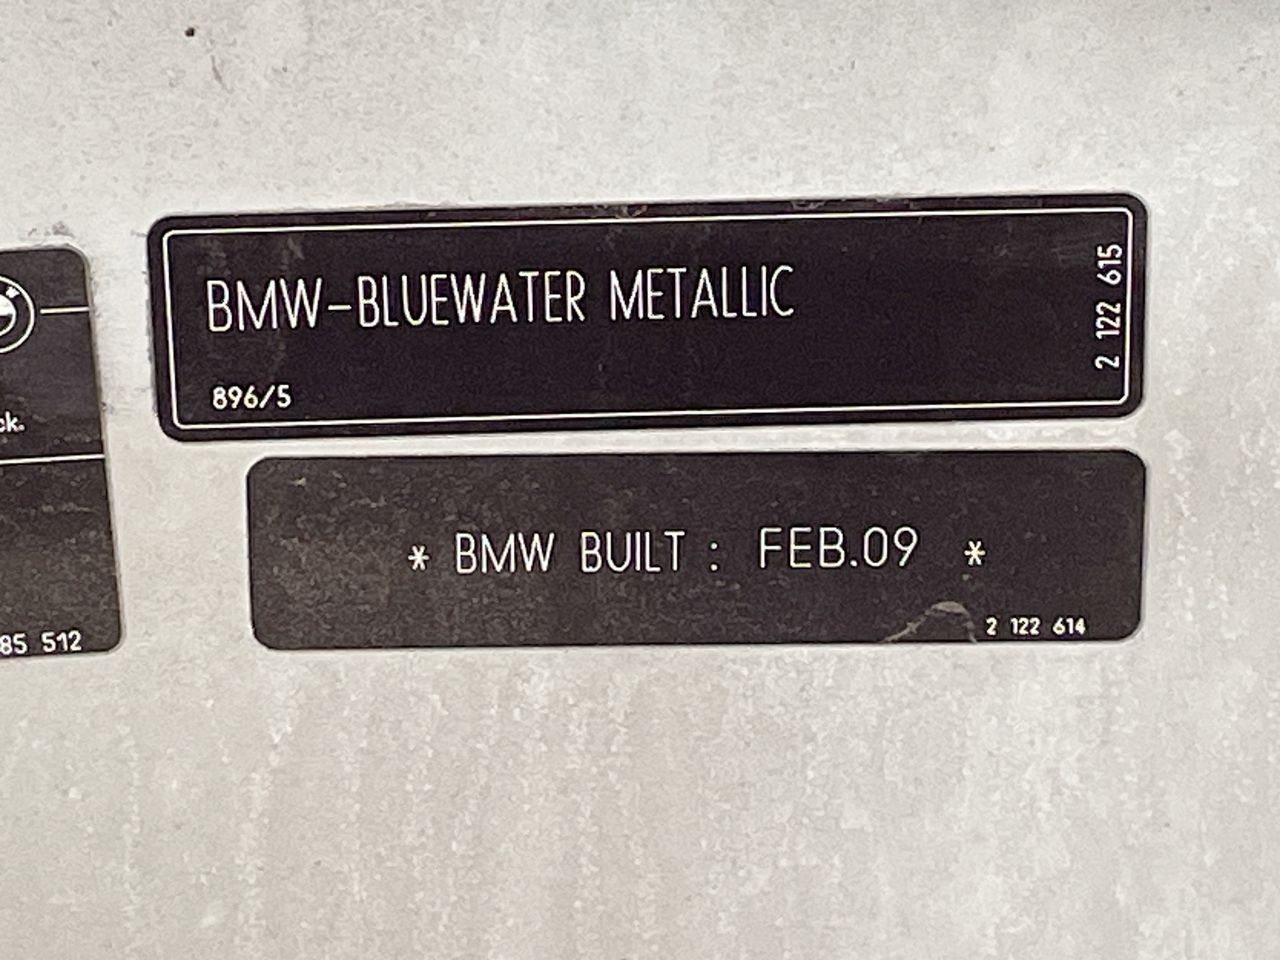 BMW-BLUEWATER METALLIC
896/5
2 122 615
* BMW BUILT : FEB.09 *
2 122 614
ck.
85 512